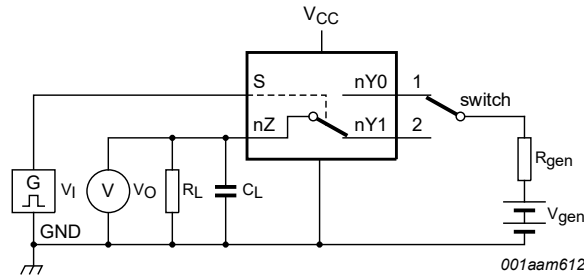 VCC
S
nY0
1
switch
nZ
nY1
2
Rgen
G
VI
V
VO
RL
CL
Vgen
GND
001aam612